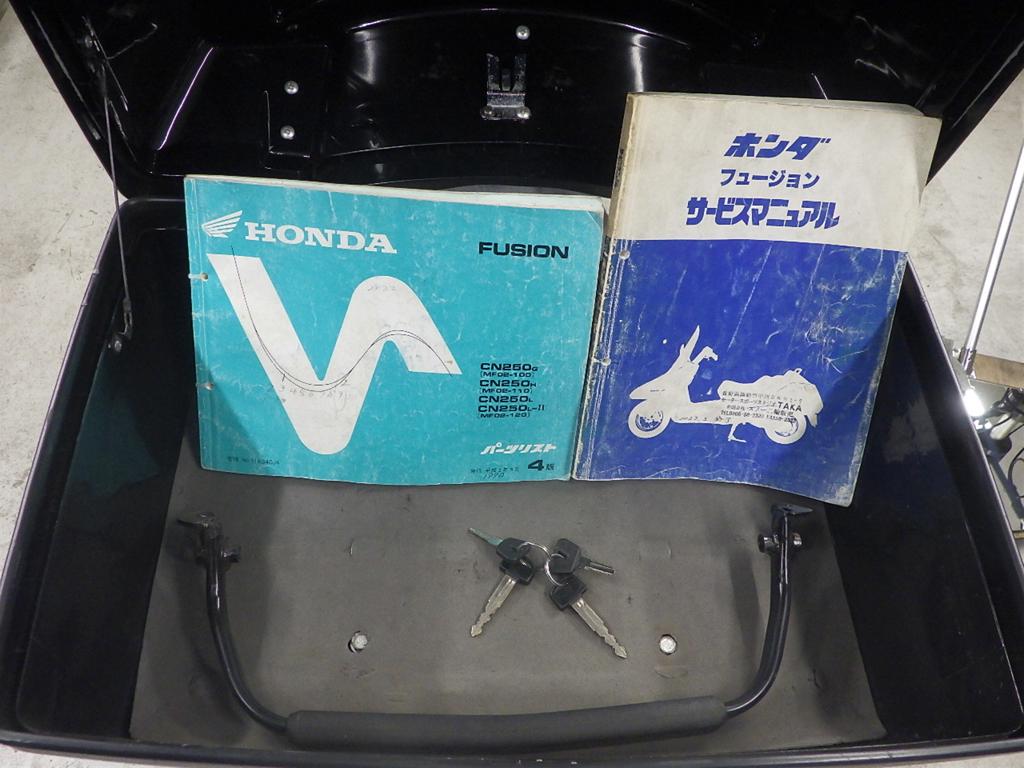 HONDA
FUSION
CN250G
(MF02-100)
CN250H
(MF02-110)
CN250L
CN250L-II
(MF02-120)
パーツリスト
4版
ホンダ
フュージョン
サービスマニュアル
TAKA